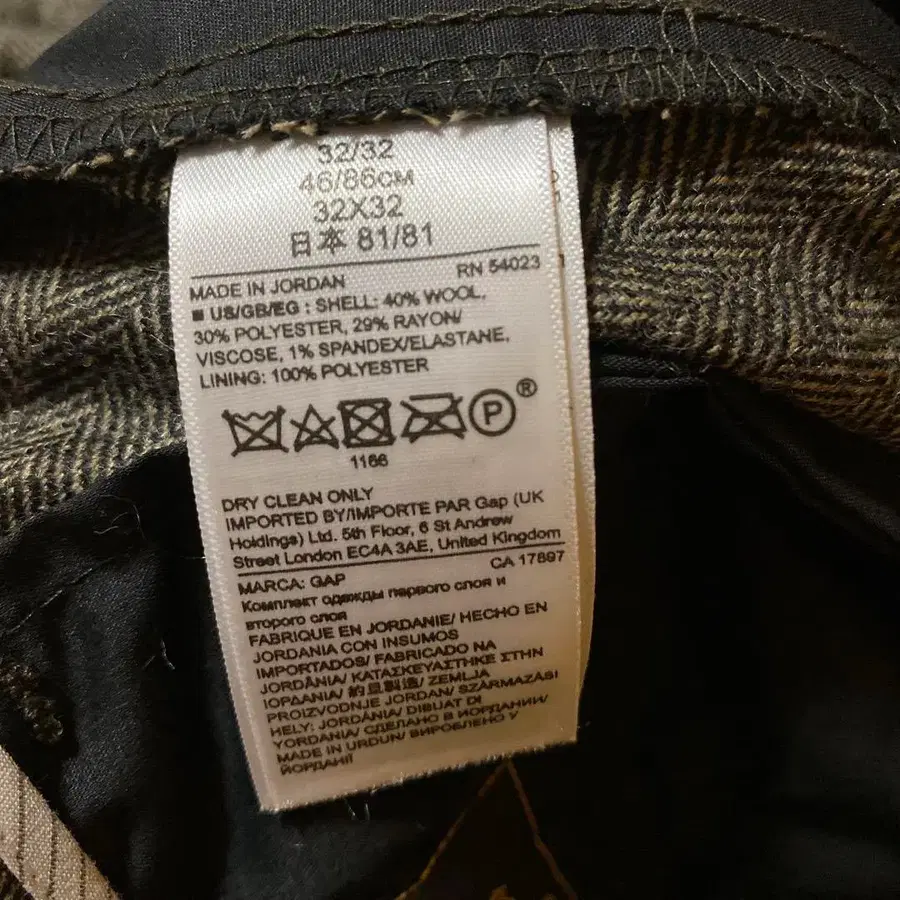 32/32
46/86CM
32X32
日本 81/81
MADE IN JORDAN RN 54023
■ US/GB/EG : SHELL: 40% WOOL,
30% POLYESTER, 29% RAYON/
VISCOSE, 1% SPANDEX/ELASTANE,
LINING: 100% POLYESTER
P®
1166
DRY CLEAN ONLY
IMPORTED BY/IMPORTE PAR Gap (UK
Holdings) Ltd. 5th Floor, 6 St Andrew
Street London EC4A 3AE, United Kingdom
MARCA: GAP CA 17897
Комплект одежды первого слоя и
второго слоя
FABRIQUE EN JORDANIE/ HECHO EN
JORDANIA CON INSUMOS
IMPORTADOS/ FABRICADO NA
JORDÂNIA/ ΚΑΤΑΣΚΕΥΑΣΤΗΚΕ ΣΤΗΝ
ΙΟΡΔΑΝΙΑ/ 約旦製造/ ZEMLJA
PROIZVODNJE JORDAN/ SZÁRMAZÁSI
HELY: JORDÁNIA/ DIBUAT DI
YORDANIA/ СДЕЛАНО В ИОРДАНИИ/
MADE IN URDUN/ ВИРОБЛЕНО У
ЙОРДАНІЇ